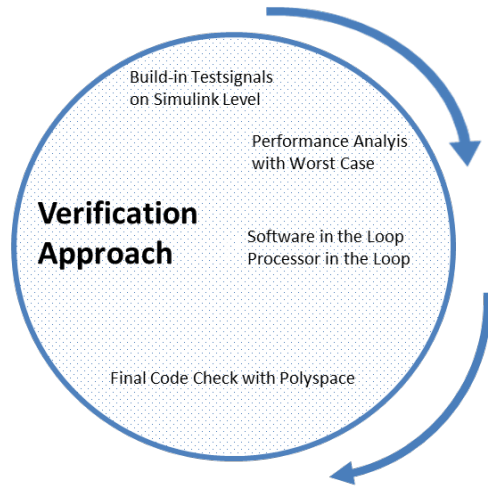 Build-in Testsignals
on Simulink Level
Performance Analyis
with Worst Case
Verification
Approach
Software in the Loop
Processor in the Loop
Final Code Check with Polyspace